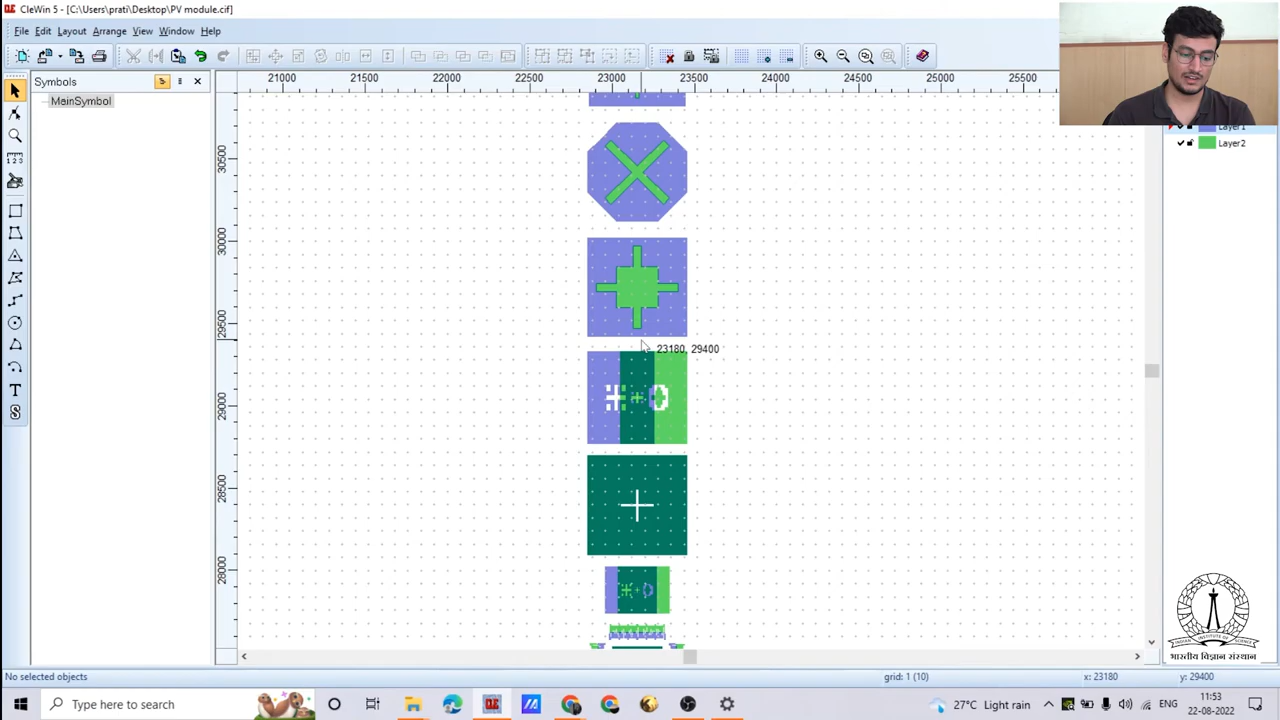 CleWin 5 - [C:\Users\prati\Desktop\PV module.cif]
File Edit Layout Arrange View Window Help
Symbols
MainSymbol
21000 21500 22000 22500 23000 23500 24000 24500 25000 25500
30500
30000
29500
29000
28500
28000
23180, 29400
Layer1
Layer2
No selected objects
grid: 1 (10)
x: 23180
y: 29400
भारतीय विज्ञान संस्थान
Type here to search
27°C Light rain
ENG
11:53
22-08-2022